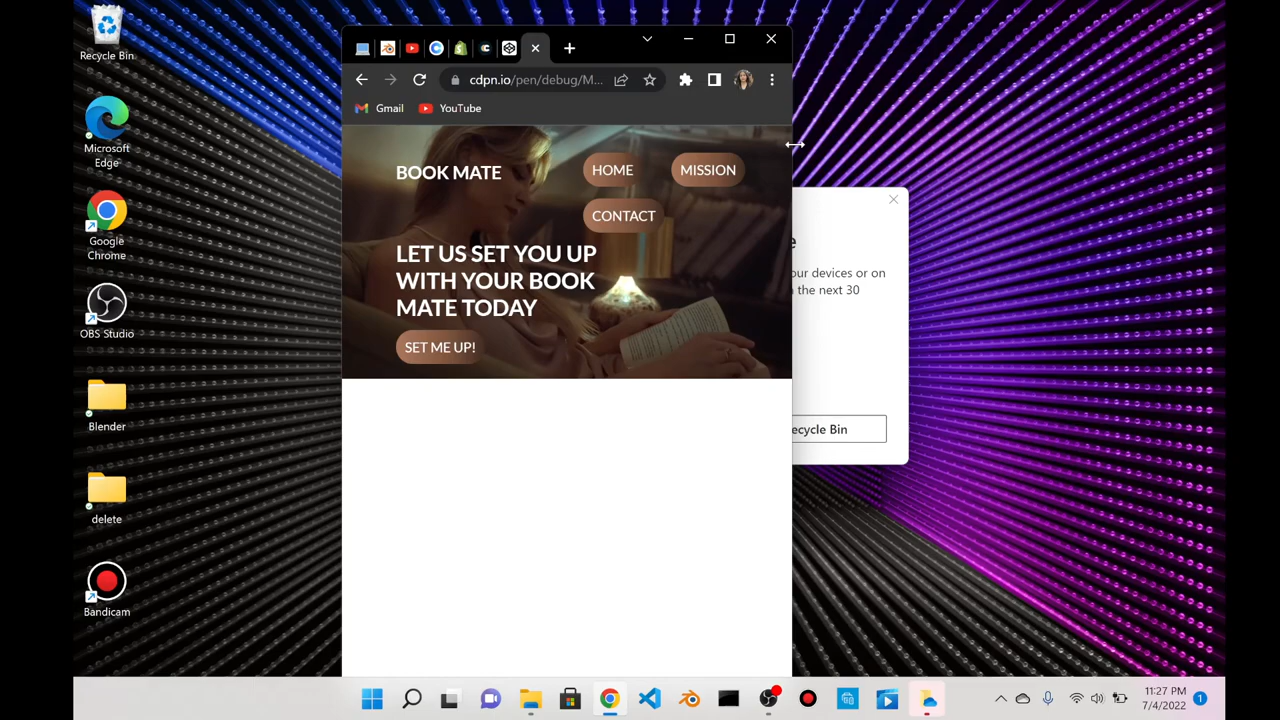 Recycle Bin
Microsoft
Edge
Google
Chrome
OBS Studio
Blender
delete
Bandicam
cdpn.io/pen/debug/M...
Gmail
YouTube
BOOK MATE
HOME
MISSION
CONTACT
LET US SET YOU UP
WITH YOUR BOOK
MATE TODAY
SET ME UP!
e
our devices or on
the next 30
ecycle Bin
11:27 PM
7/4/2022
1